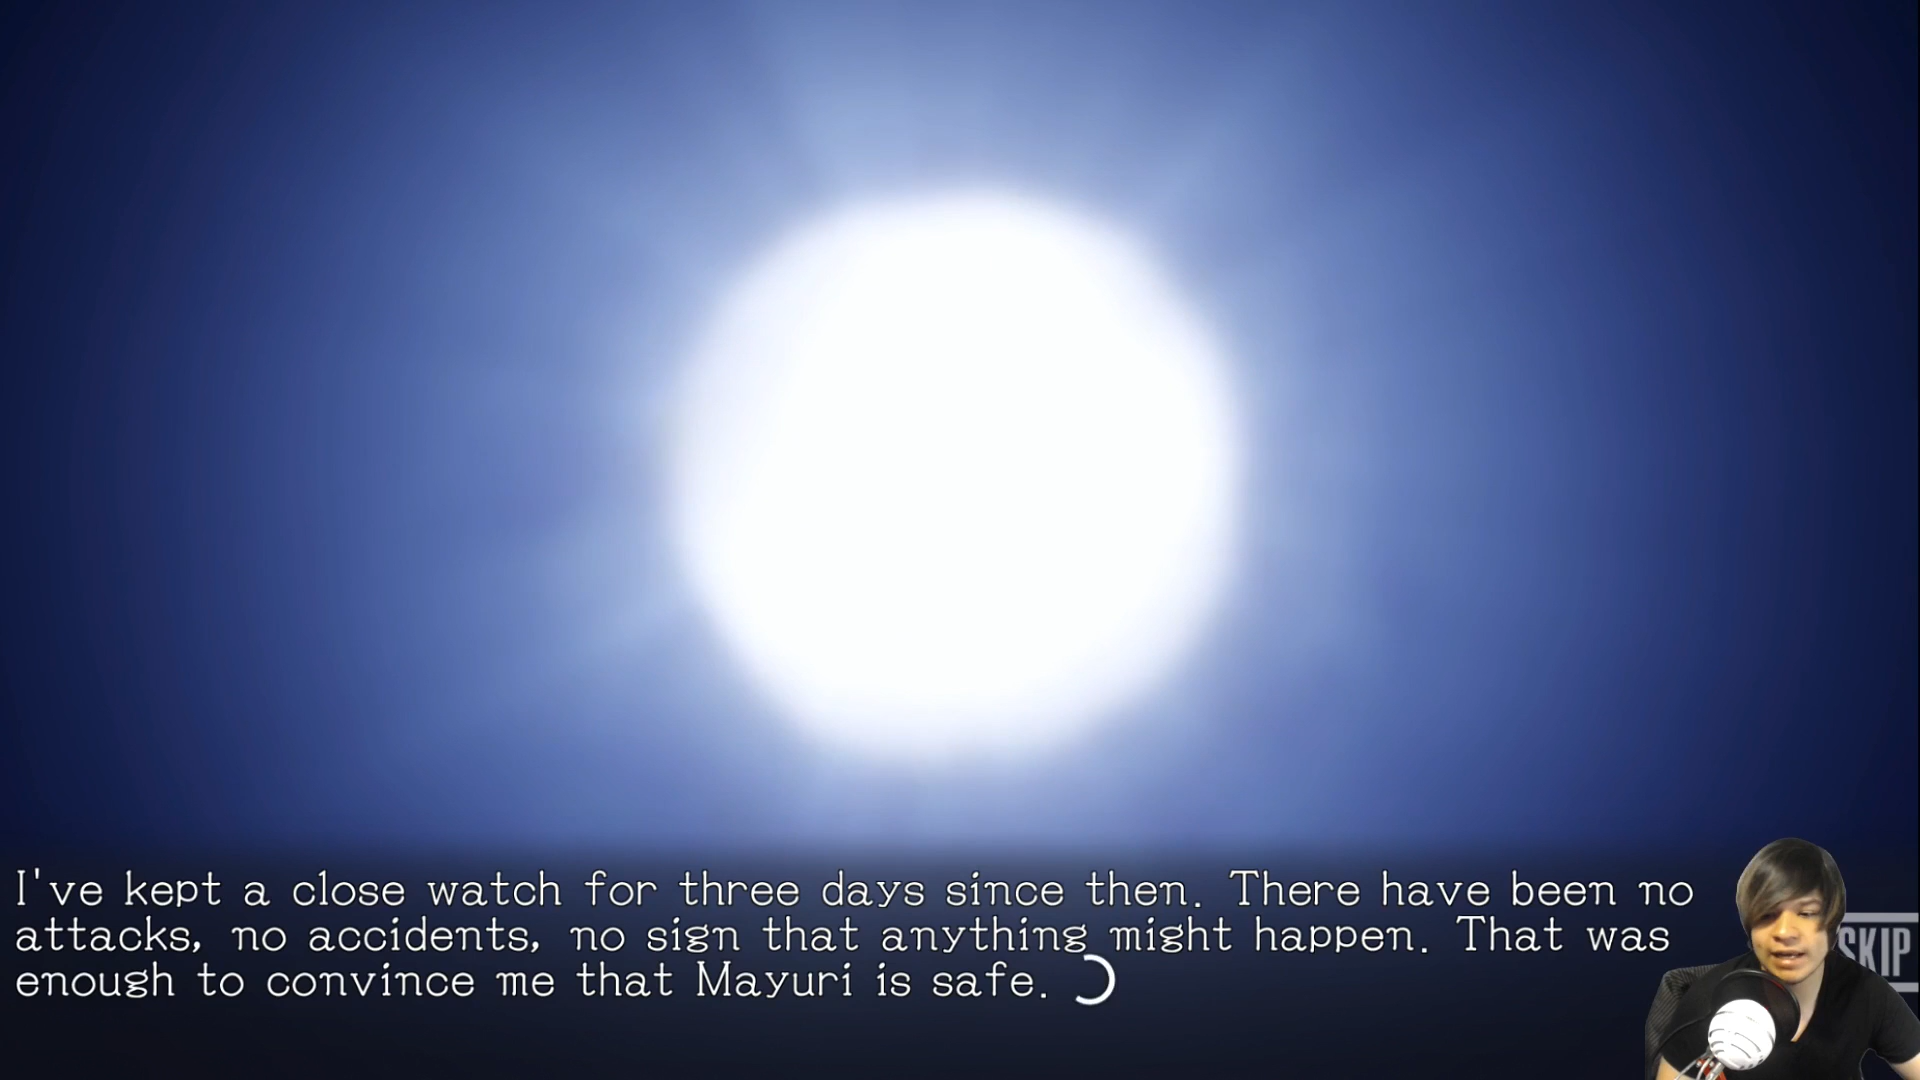 I've kept a close watch for three days since then. There have been no
attacks, no accidents, no sign that anything might happen. That was
enough to convince me that Mayuri is safe.
SKIP